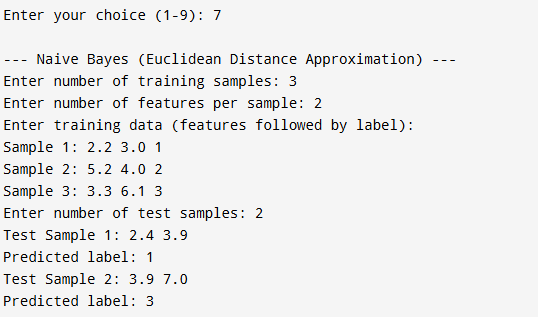 Enter your choice (1-9): 7
--- Naive Bayes (Euclidean Distance Approximation) ---
Enter number of training samples: 3
Enter number of features per sample: 2
Enter training data (features followed by label):
Sample 1: 2.2 3.0 1
Sample 2: 5.2 4.0 2
Sample 3: 3.3 6.1 3
Enter number of test samples: 2
Test Sample 1: 2.4 3.9
Predicted label: 1
Test Sample 2: 3.9 7.0
Predicted label: 3